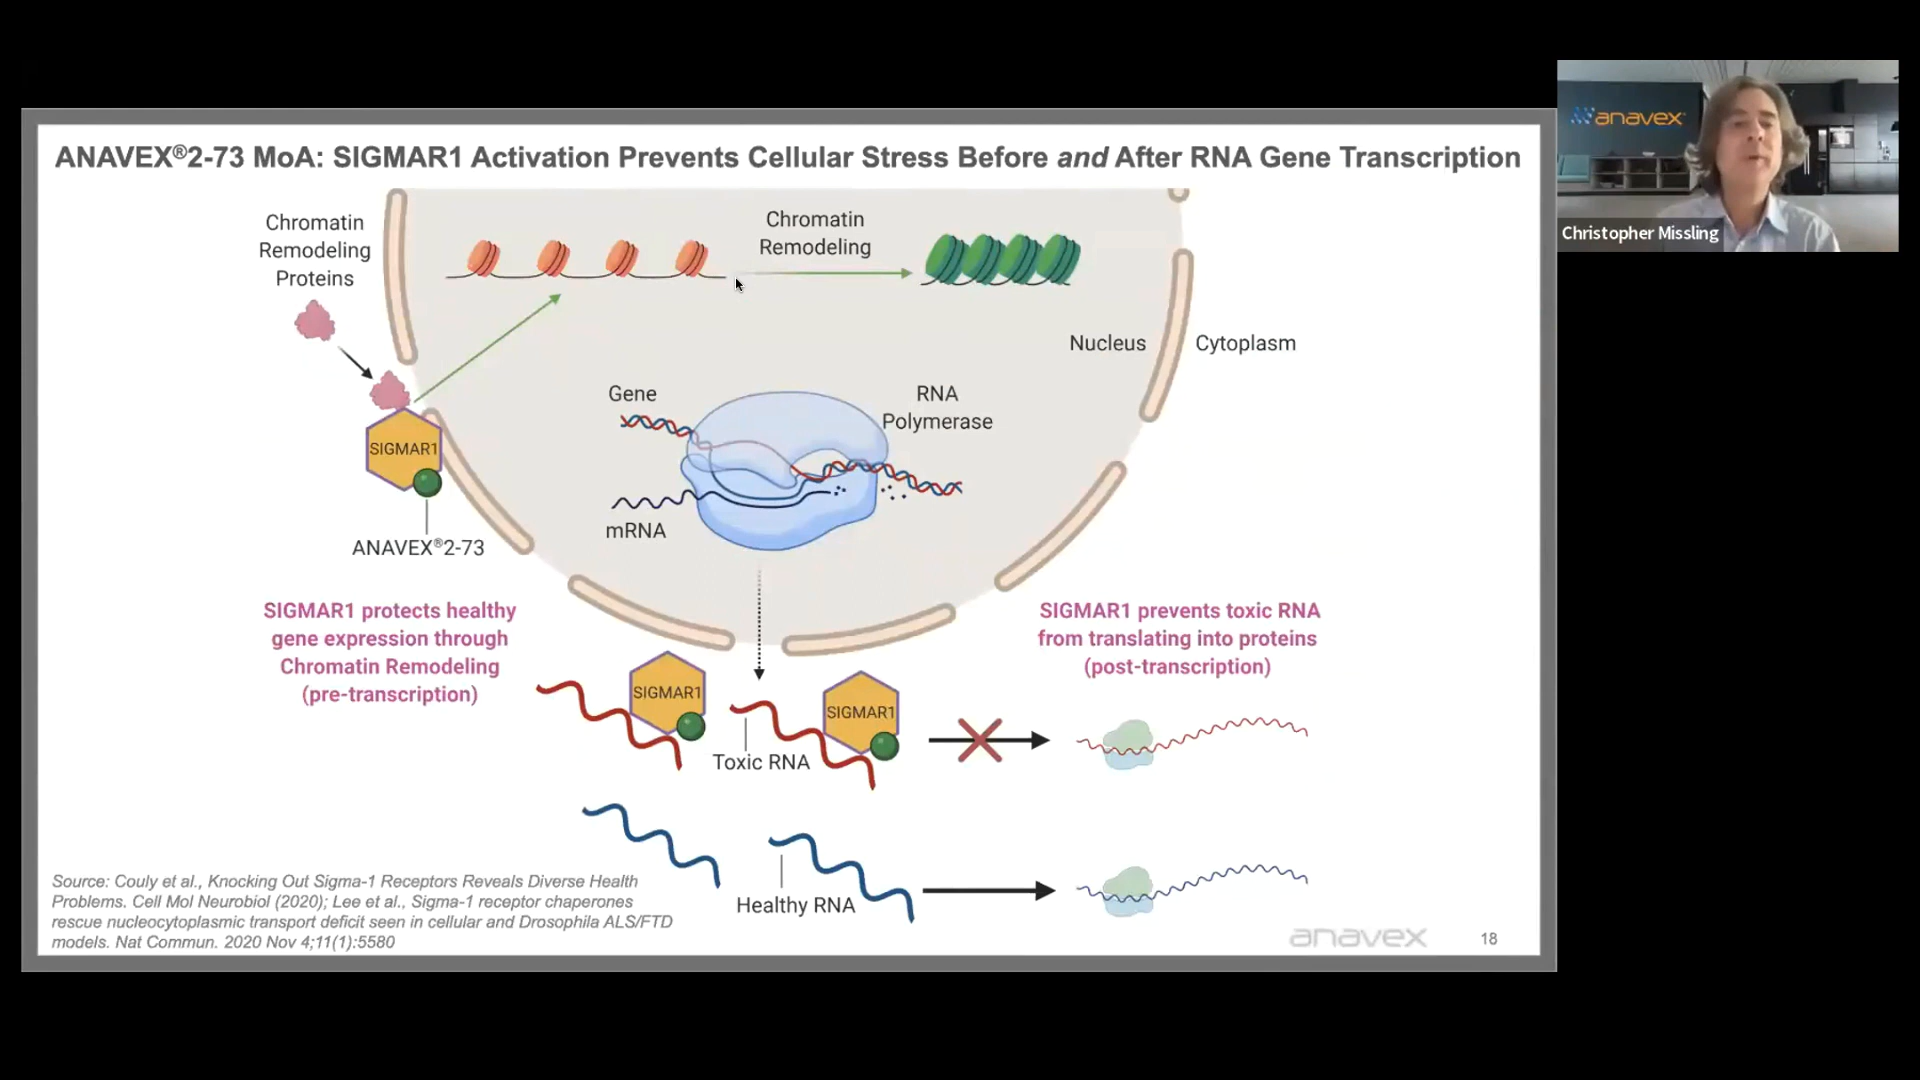 ANAVEX®2-73 MoA: SIGMAR1 Activation Prevents Cellular Stress Before and After RNA Gene Transcription
anavex
Christopher Missling
Chromatin
Remodeling
Proteins
Chromatin
Remodeling
Nucleus
Cytoplasm
Gene
RNA
Polymerase
mRNA
SIGMAR1
ANAVEX®2-73
SIGMAR1 protects healthy
gene expression through
Chromatin Remodeling
(pre-transcription)
SIGMAR1 prevents toxic RNA
from translating into proteins
(post-transcription)
SIGMAR1
SIGMAR1
Toxic RNA
Healthy RNA
Source: Couly et al., Knocking Out Sigma-1 Receptors Reveals Diverse Health
Problems. Cell Mol Neurobiol (2020); Lee et al., Sigma-1 receptor chaperones
rescue nucleocytoplasmic transport deficit seen in cellular and Drosophila ALS/FTD
models. Nat Commun. 2020 Nov 4;11(1):5580
anavex
18